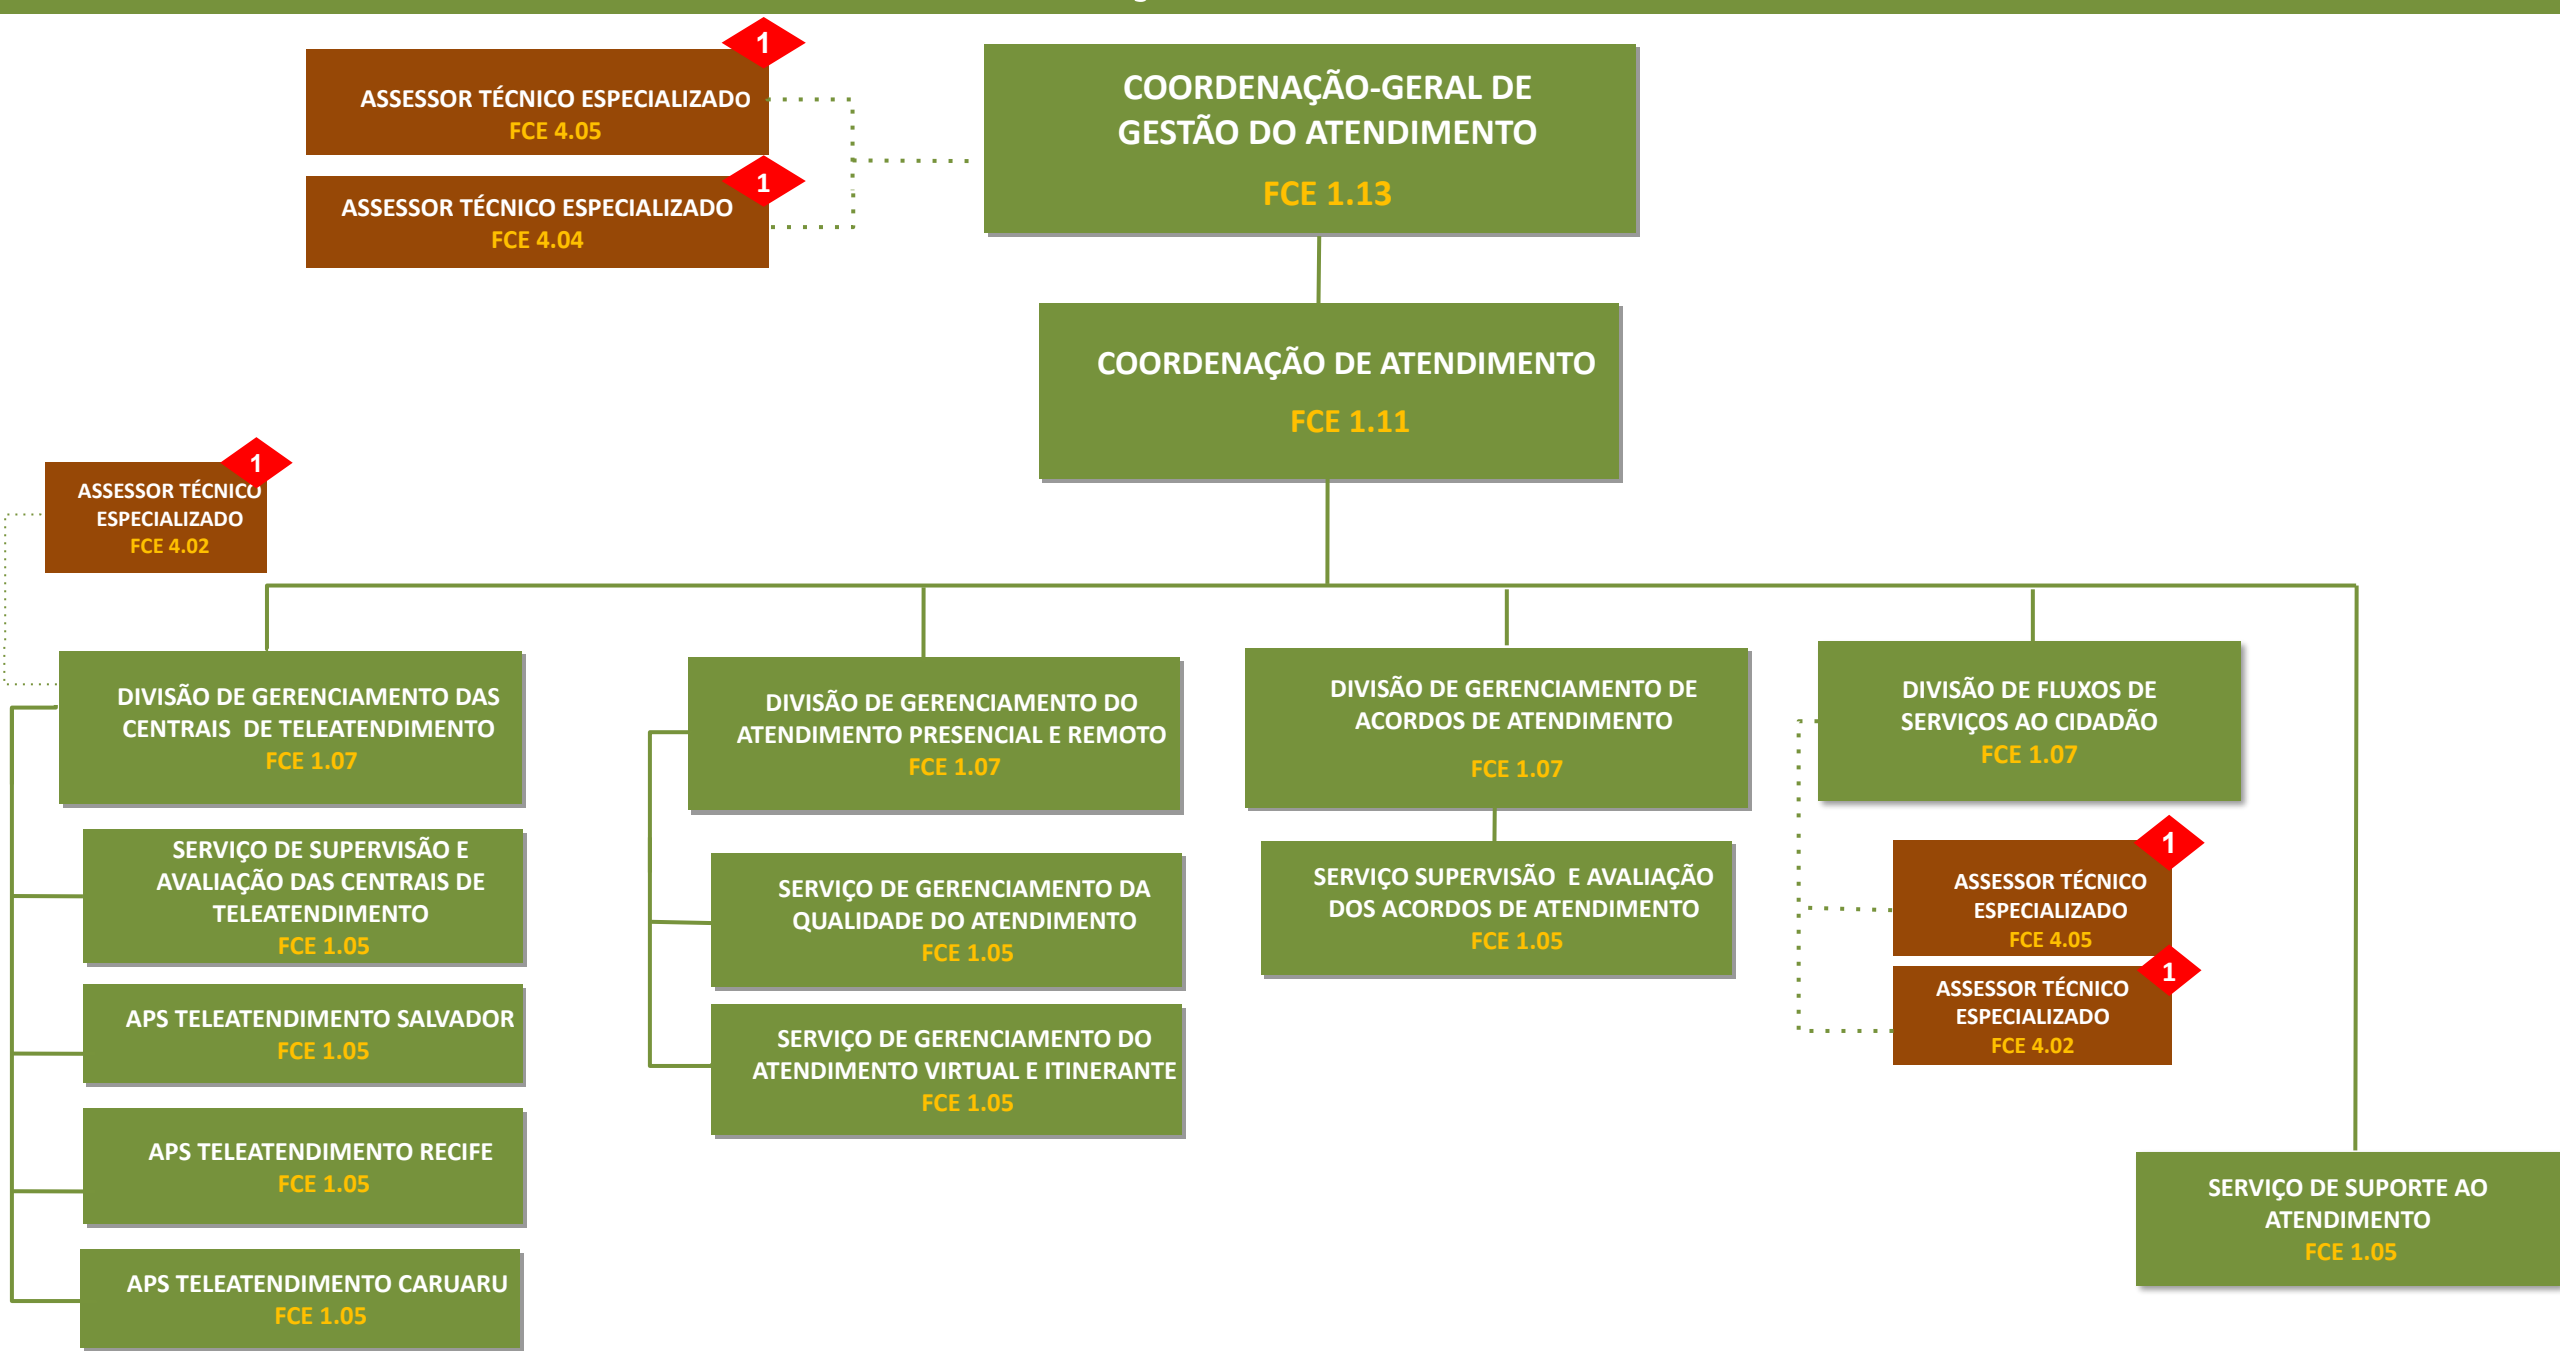 1
ASSESSOR TÉCNICO ESPECIALIZADO
FCE 4.05
1
ASSESSOR TÉCNICO ESPECIALIZADO
FCE 4.04
COORDENAÇÃO-GERAL DE
GESTÃO DO ATENDIMENTO
FCE 1.13
COORDENAÇÃO DE ATENDIMENTO
FCE 1.11
1
ASSESSOR TÉCNICO
ESPECIALIZADO
FCE 4.02
DIVISÃO DE GERENCIAMENTO DAS
CENTRAIS  DE TELEATENDIMENTO
FCE 1.07
SERVIÇO DE SUPERVISÃO E
AVALIAÇÃO DAS CENTRAIS DE
TELEATENDIMENTO
FCE 1.05
APS TELEATENDIMENTO SALVADOR
FCE 1.05
APS TELEATENDIMENTO RECIFE
FCE 1.05
APS TELEATENDIMENTO CARUARU
FCE 1.05
DIVISÃO DE GERENCIAMENTO DO
ATENDIMENTO PRESENCIAL E REMOTO
FCE 1.07
SERVIÇO DE GERENCIAMENTO DA
QUALIDADE DO ATENDIMENTO
FCE 1.05
SERVIÇO DE GERENCIAMENTO DO
ATENDIMENTO VIRTUAL E ITINERANTE
FCE 1.05
DIVISÃO DE GERENCIAMENTO DE
ACORDOS DE ATENDIMENTO
FCE 1.07
SERVIÇO SUPERVISÃO  E AVALIAÇÃO
DOS ACORDOS DE ATENDIMENTO
FCE 1.05
DIVISÃO DE FLUXOS DE
SERVIÇOS AO CIDADÃO
FCE 1.07
1
ASSESSOR TÉCNICO
ESPECIALIZADO
FCE 4.05
1
ASSESSOR TÉCNICO
ESPECIALIZADO
FCE 4.02
SERVIÇO DE SUPORTE AO
ATENDIMENTO
FCE 1.05